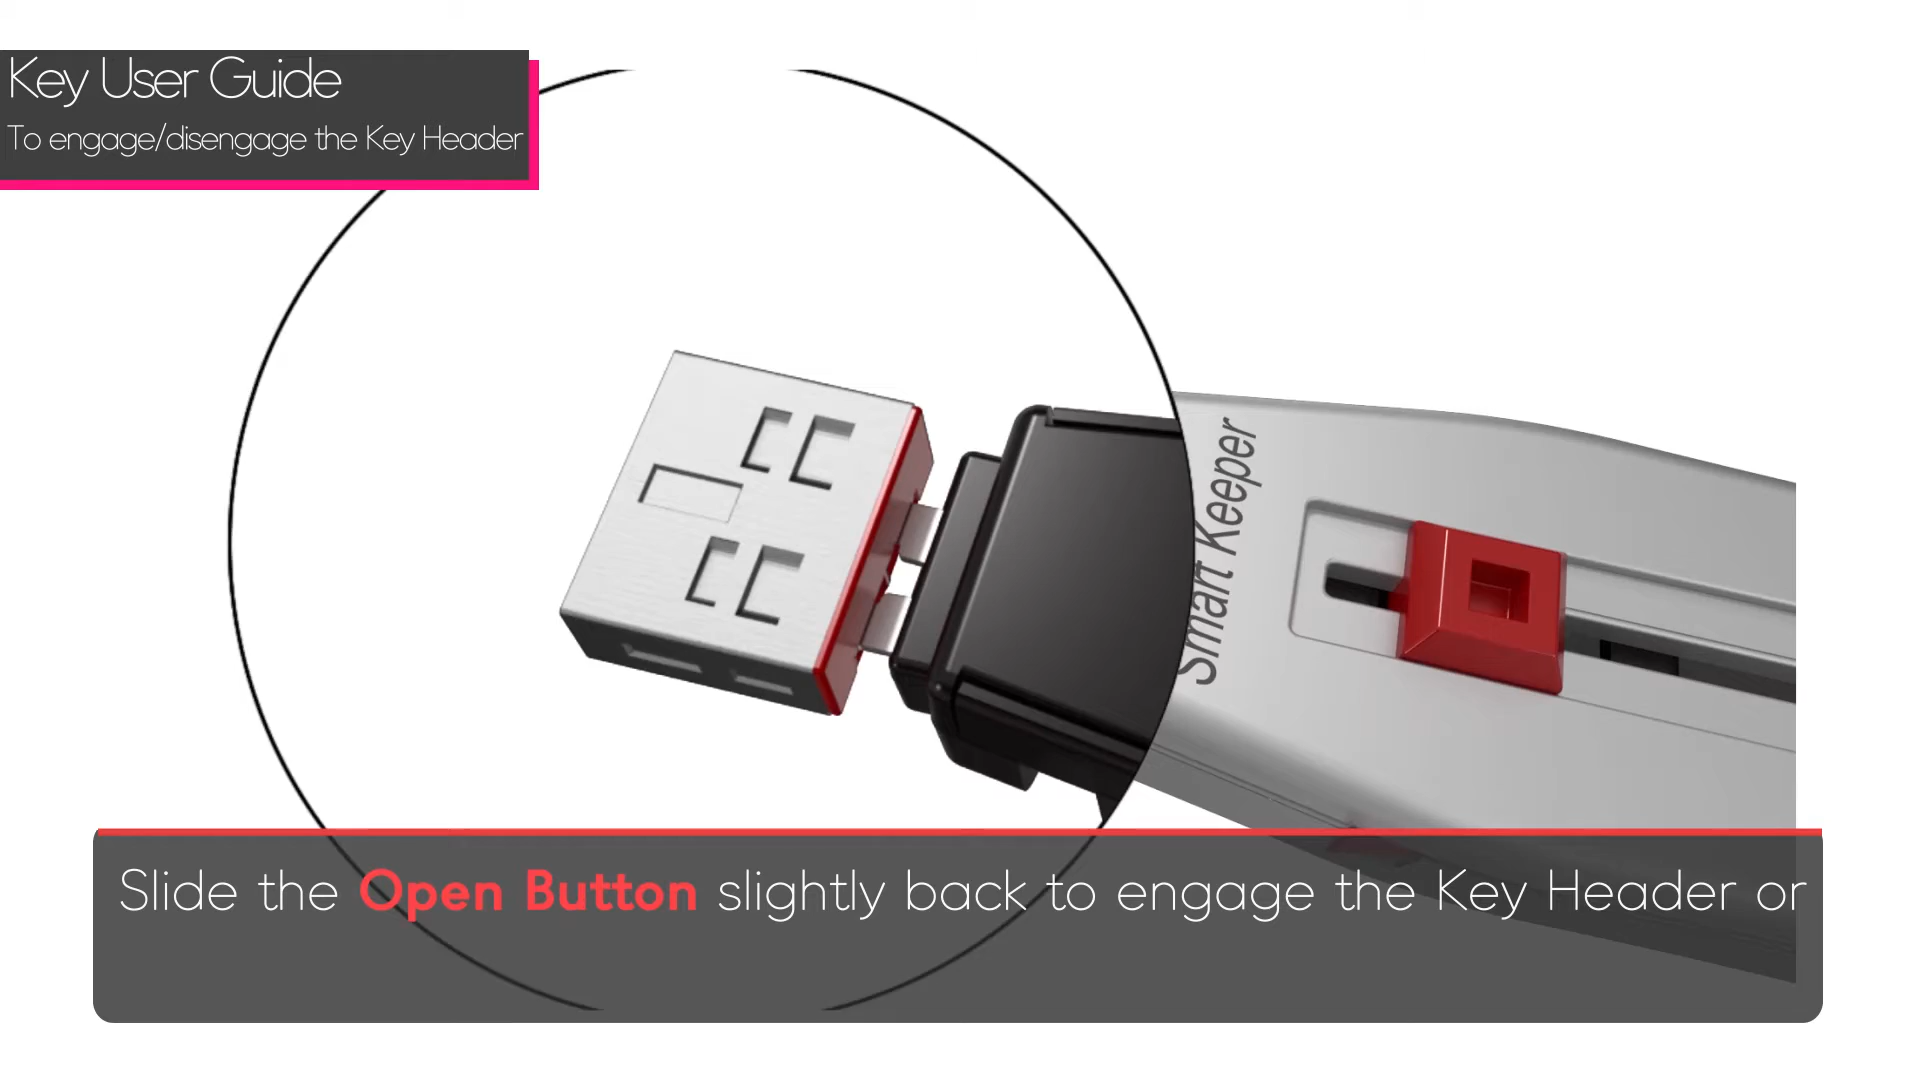 Key User Guide
To engage/disengage the Key Header
Smart Keeper
Slide the Open Button slightly back to engage the Key Header or